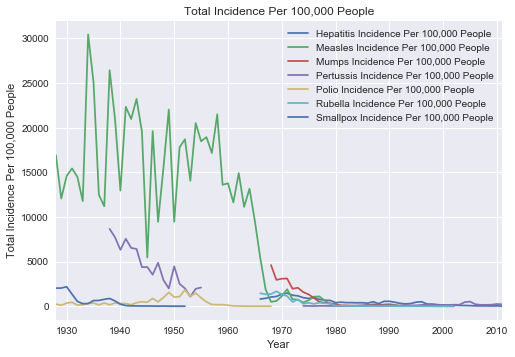 Total Incidence Per 100,000 People
Hepatitis Incidence Per 100,000 People
Measles Incidence Per 100,000 People
Mumps Incidence Per 100,000 People
Pertussis Incidence Per 100,000 People
Polio Incidence Per 100,000 People
Rubella Incidence Per 100,000 People
Smallpox Incidence Per 100,000 People
Total Incidence Per 100,000 People
30000
25000
20000
15000
10000
5000
0
1930 1940 1950 1960 1970 1980 1990 2000 2010
Year